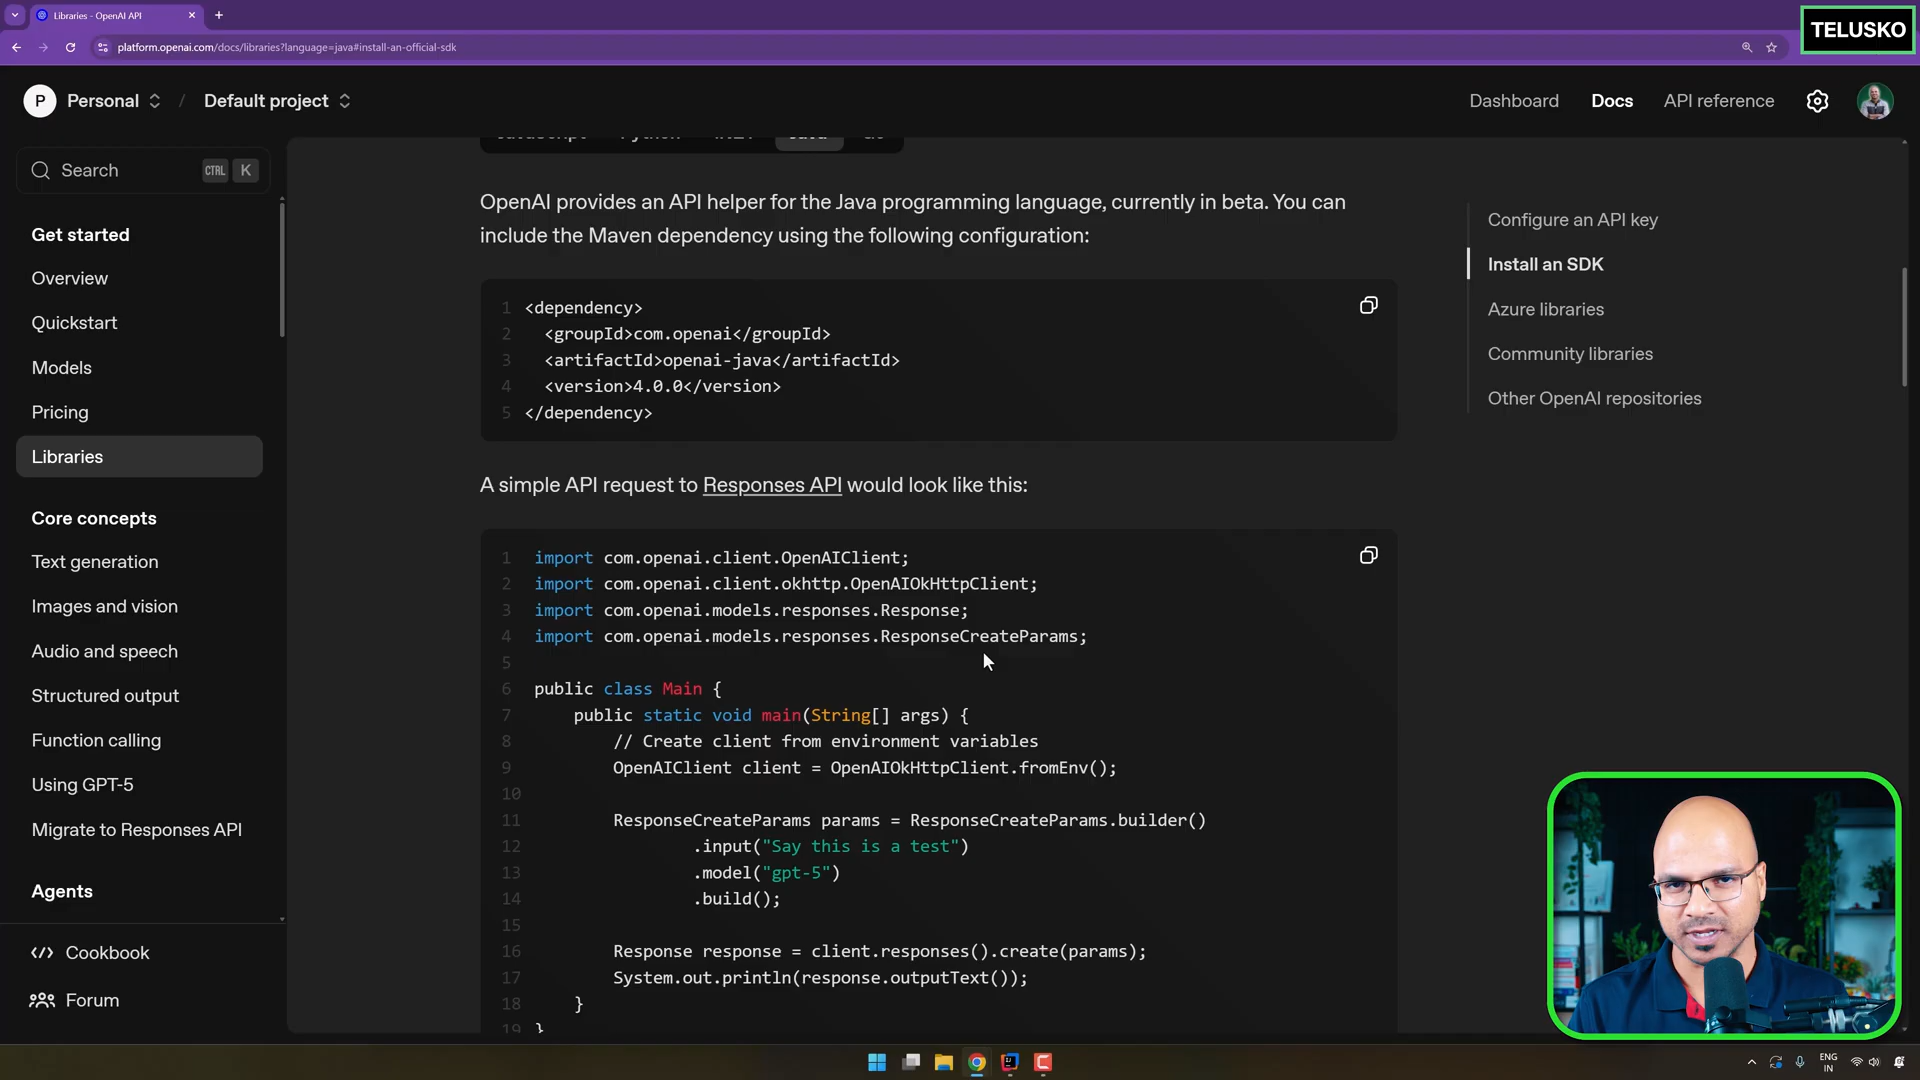 Libraries - OpenAI API
platform.openai.com/docs/libraries?language=java#install-an-official-sdk
TELUSKO
P Personal / Default project
Dashboard Docs API reference
Search CTRL K
Get started
Overview
Quickstart
Models
Pricing
Libraries
Core concepts
Text generation
Images and vision
Audio and speech
Structured output
Function calling
Using GPT-5
Migrate to Responses API
Agents
Cookbook
Forum
JavaScript Python .NET Java Go
OpenAI provides an API helper for the Java programming language, currently in beta. You can
include the Maven dependency using the following configuration:
1 <dependency>
2 <groupId>com.openai</groupId>
3 <artifactId>openai-java</artifactId>
4 <version>4.0.0</version>
5 </dependency>
A simple API request to Responses API would look like this:
1 import com.openai.client.OpenAIClient;
2 import com.openai.client.okhttp.OpenAIOkHttpClient;
3 import com.openai.models.responses.Response;
4 import com.openai.models.responses.ResponseCreateParams;
5
6 public class Main {
7 public static void main(String[] args) {
8 // Create client from environment variables
9 OpenAIClient client = OpenAIOkHttpClient.fromEnv();
10
11 ResponseCreateParams params = ResponseCreateParams.builder()
12 .input("Say this is a test")
13 .model("gpt-5")
14 .build();
15
16 Response response = client.responses().create(params);
17 System.out.println(response.outputText());
18 }
19 }
Configure an API key
Install an SDK
Azure libraries
Community libraries
Other OpenAI repositories
ENG
IN